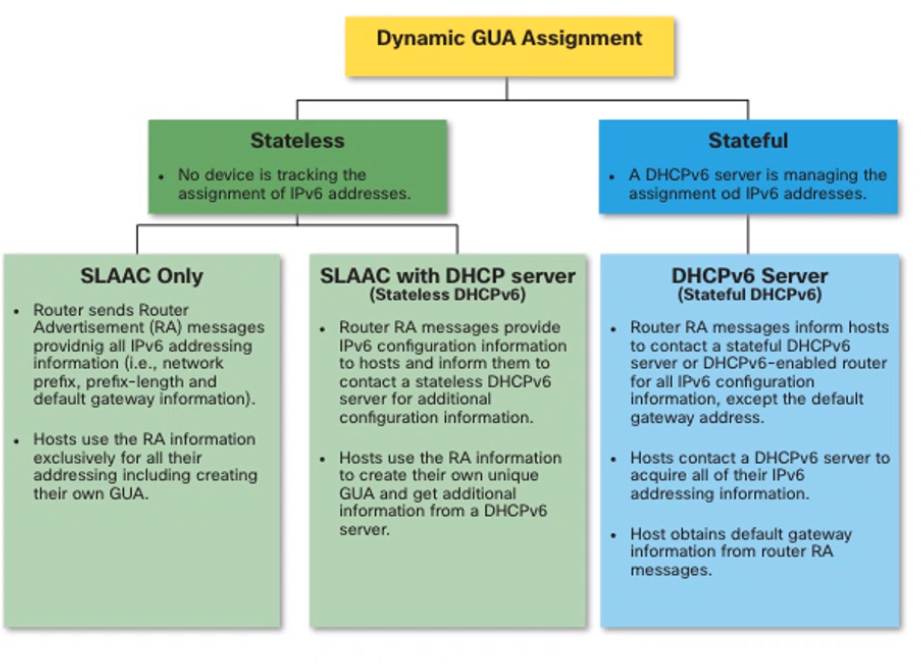 Dynamic GUA Assignment
Stateless
• No device is tracking the
assignment of IPv6 addresses.
Stateful
• A DHCPv6 server is managing the
assignment od IPv6 addresses.
SLAAC Only
• Router sends Router
Advertisement (RA) messages
providnig all IPv6 addressing
information (i.e., network
prefix, prefix-length and
default gateway information).
• Hosts use the RA information
exclusively for all their
addressing including creating
their own GUA.
SLAAC with DHCP server
(Stateless DHCPv6)
• Router RA messages provide
IPv6 configuration information
to hosts and inform them to
contact a stateless DHCPv6
server for additional
configuration information.
• Hosts use the RA information
to create their own unique
GUA and get additional
information from a DHCPv6
server.
DHCPv6 Server
(Stateful DHCPv6)
• Router RA messages inform hosts
to contact a stateful DHCPv6
server or DHCPv6-enabled router
for all IPv6 configuration
information, except the default
gateway address.
• Hosts contact a DHCPv6 server to
acquire all of their IPv6
addressing information.
• Host obtains default gateway
information from router RA
messages.